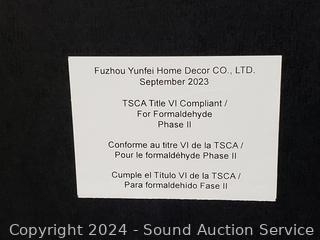 Fuzhou Yunfei Home Decor CO., LTD.
September 2023
TSCA Title VI Compliant /
For Formaldehyde
Phase II
Conforme au titre VI de la TSCA /
Pour le formaldéhyde Phase II
Cumple el Título VI de la TSCA /
Para formaldehido Fase II
Copyright 2024 - Sound Auction Service